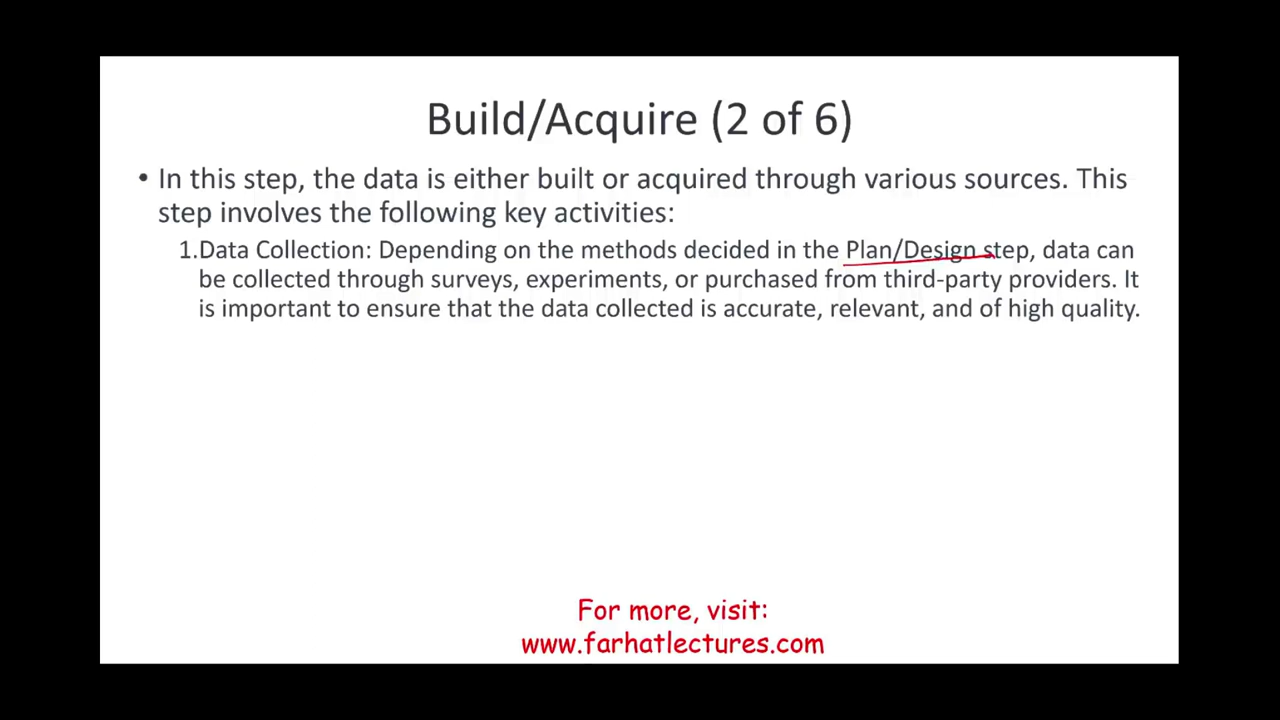 Build/Acquire (2 of 6)
• In this step, the data is either built or acquired through various sources. This
step involves the following key activities:
1.Data Collection: Depending on the methods decided in the Plan/Design step, data can
be collected through surveys, experiments, or purchased from third-party providers. It
is important to ensure that the data collected is accurate, relevant, and of high quality.
For more, visit:
www.farhatlectures.com